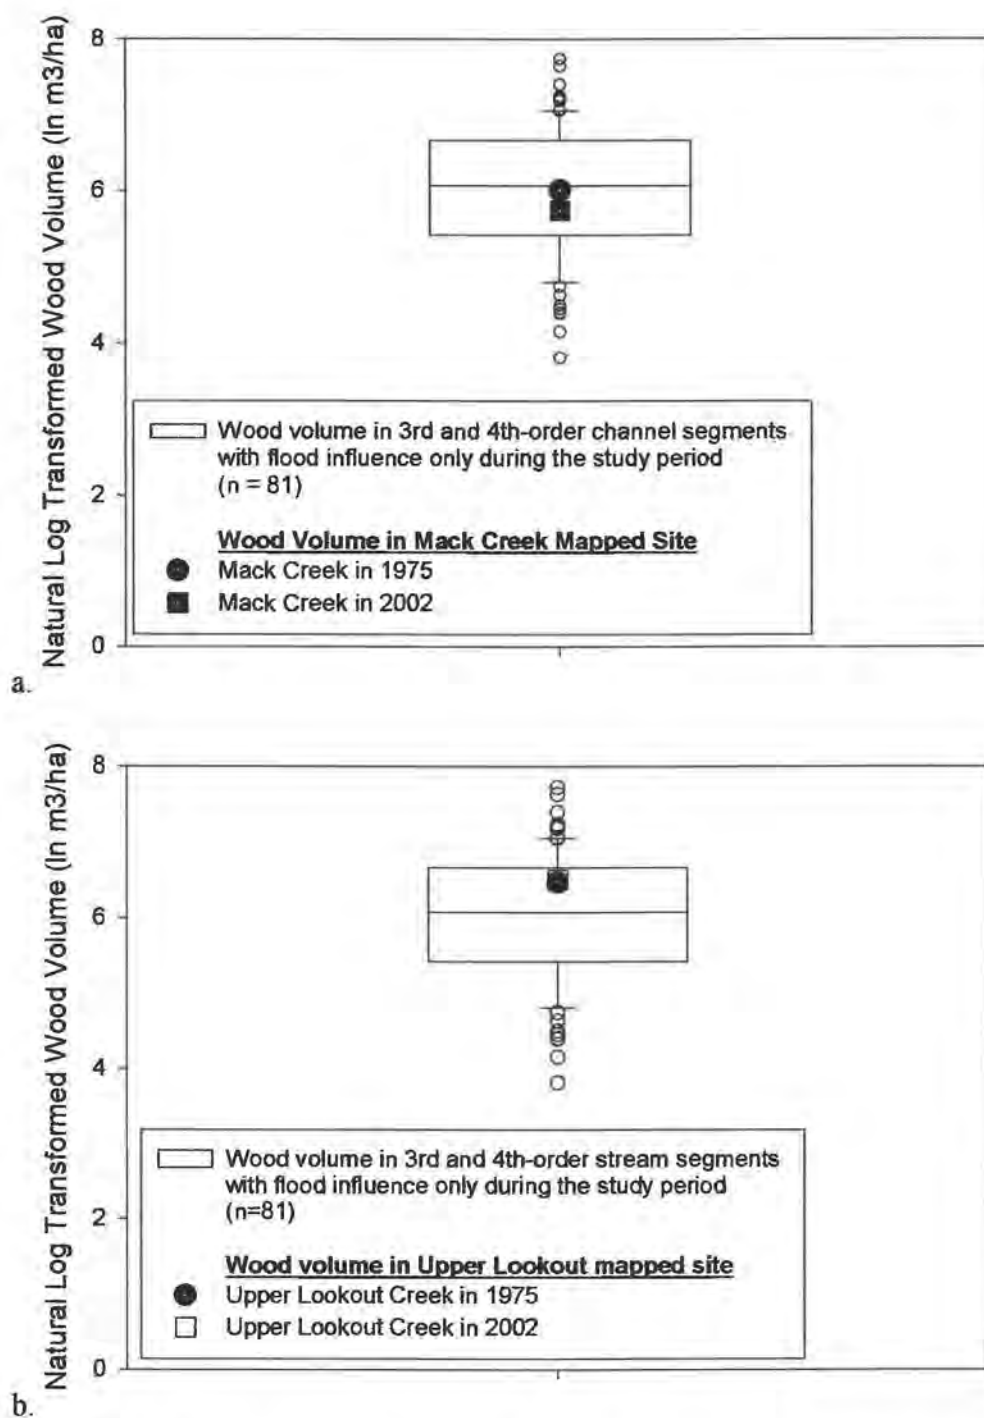 Natural Log Transformed Wood Volume (ln m3/ha)
8
6
4
2
0
Wood volume in 3rd and 4th-order channel segments
with flood influence only during the study period
(n = 81)
Wood Volume in Mack Creek Mapped Site
Mack Creek in 1975
Mack Creek in 2002
a.
Natural Log Transformed Wood Volume (ln m3/ha)
8
6
4
2
0
Wood volume in 3rd and 4th-order stream segments
with flood influence only during the study period
(n=81)
Wood volume in Upper Lookout mapped site
Upper Lookout Creek in 1975
Upper Lookout Creek in 2002
b.